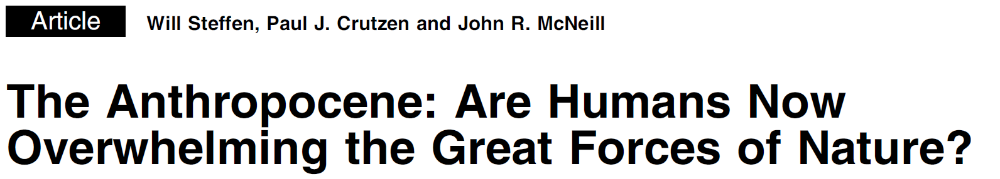 Article Will Steffen, Paul J. Crutzen and John R. McNeill
The Anthropocene: Are Humans Now
Overwhelming the Great Forces of Nature?